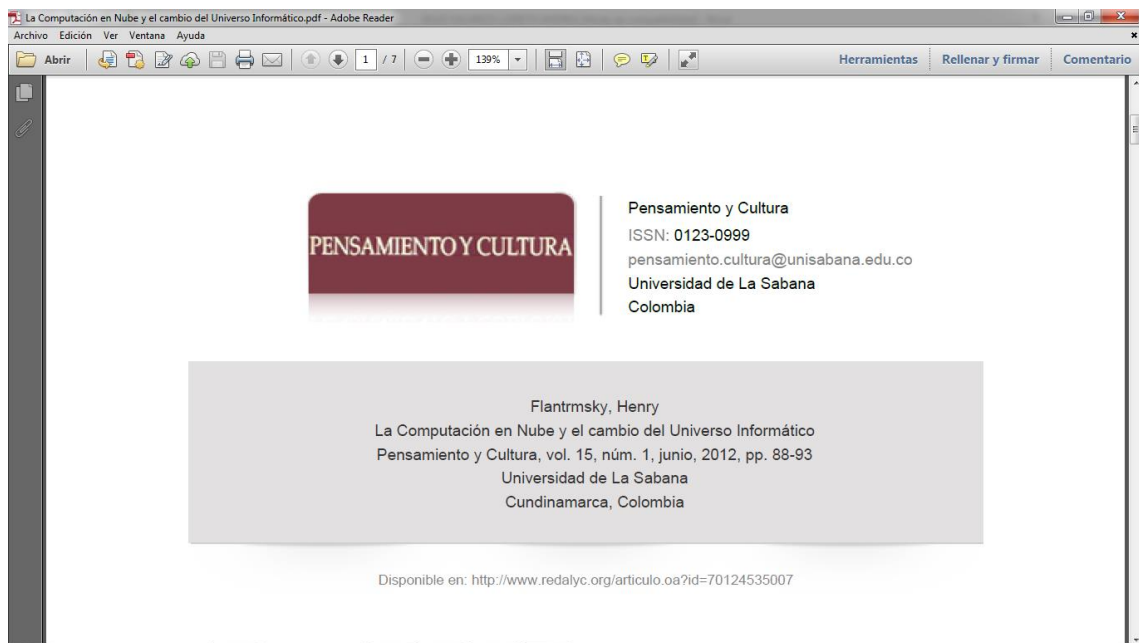 La Computación en Nube y el cambio del Universo Informático.pdf - Adobe Reader
Archivo Edición Ver Ventana Ayuda
Abrir 1 / 7 139% Herramientas Rellenar y firmar Comentario
PENSAMIENTO Y CULTURA
Pensamiento y Cultura
ISSN: 0123-0999
pensamiento.cultura@unisabana.edu.co
Universidad de La Sabana
Colombia
Flantrmsky, Henry
La Computación en Nube y el cambio del Universo Informático
Pensamiento y Cultura, vol. 15, núm. 1, junio, 2012, pp. 88-93
Universidad de La Sabana
Cundinamarca, Colombia
Disponible en: http://www.redalyc.org/articulo.oa?id=70124535007